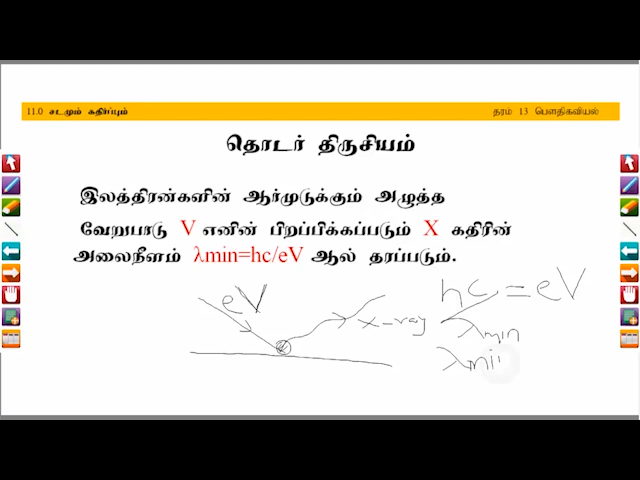 11.0 சடமும் கதிர்ப்பும்
தரம் 13 பௌதிகவியல்
தொடர் திருசியம்
இலத்திரன்களின் ஆர்முடுக்கும் அழுத்த
வேறுபாடு V எனின் பிறப்பிக்கப்படும் X கதிரின்
அலைநீளம் λmin=hc/eV ஆல் தரப்படும்.
eV
x-ray
hc = eV
λmin
λmi